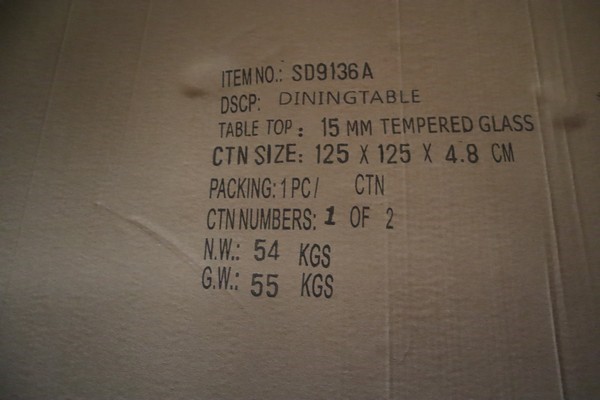 ITEM NO.: SD9136A
DSCP: DININGTABLE
TABLE TOP: 15 MM TEMPERED GLASS
CTN SIZE: 125 X 125 X 4.8 CM
PACKING: 1 PC/ CTN
CTN NUMBERS: 1 OF 2
N.W.: 54 KGS
G.W.: 55 KGS